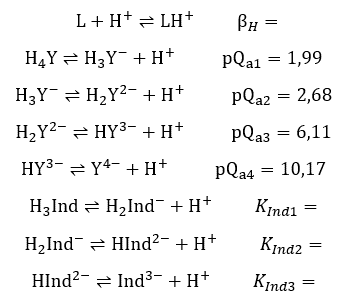 L + H⁺ ⇌ LH⁺ β_H =
H₄Y ⇌ H₃Y⁻ + H⁺ pQ_a1 = 1,99
H₃Y⁻ ⇌ H₂Y²⁻ + H⁺ pQ_a2 = 2,68
H₂Y²⁻ ⇌ HY³⁻ + H⁺ pQ_a3 = 6,11
HY³⁻ ⇌ Y⁴⁻ + H⁺ pQ_a4 = 10,17
H₃Ind ⇌ H₂Ind⁻ + H⁺ K_Ind1 =
H₂Ind⁻ ⇌ HInd²⁻ + H⁺ K_Ind2 =
HInd²⁻ ⇌ Ind³⁻ + H⁺ K_Ind3 =